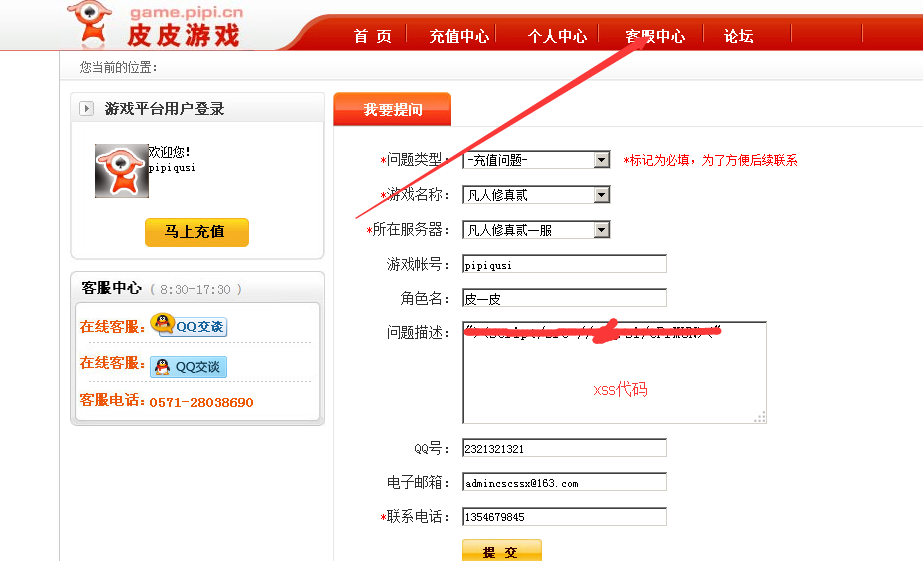 game.pipi.cn
皮皮游戏
首 页 充值中心 个人中心 客服中心 论坛
您当前的位置:
游戏平台用户登录
欢迎您!
pipiqusi
马上充值
客服中心 ( 8:30-17:30 )
在线客服: QQ交谈
在线客服: QQ交谈
客服电话: 0571-28038690
我要提问
*问题类型: -充值问题- *标记为必填，为了方便后续联系
*游戏名称: 凡人修真贰
*所在服务器: 凡人修真贰一服
游戏帐号: pipiqusi
角色名: 皮一皮
问题描述:
xss代码
QQ号: 2321321321
电子邮箱: admincscssx@163.com
*联系电话: 1354679845
提 交